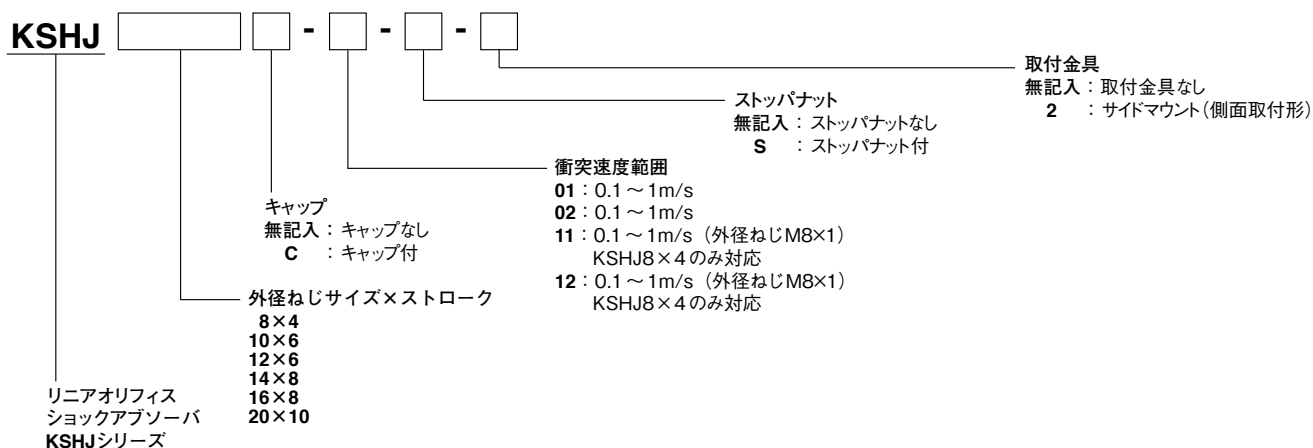 KSHJ - - -
取付金具
無記入：取付金具なし
2 ：サイドマウント（側面取付形）
ストッパナット
無記入：ストッパナットなし
S ：ストッパナット付
衝突速度範囲
01：0.1～1m/s
02：0.1～1m/s
11：0.1～1m/s（外径ねじM8×1）
KSHJ8×4のみ対応
12：0.1～1m/s（外径ねじM8×1）
KSHJ8×4のみ対応
キャップ
無記入：キャップなし
C ：キャップ付
外径ねじサイズ×ストローク
8×4
10×6
12×6
14×8
16×8
20×10
リニアオリフィス
ショックアブソーバ
KSHJシリーズ